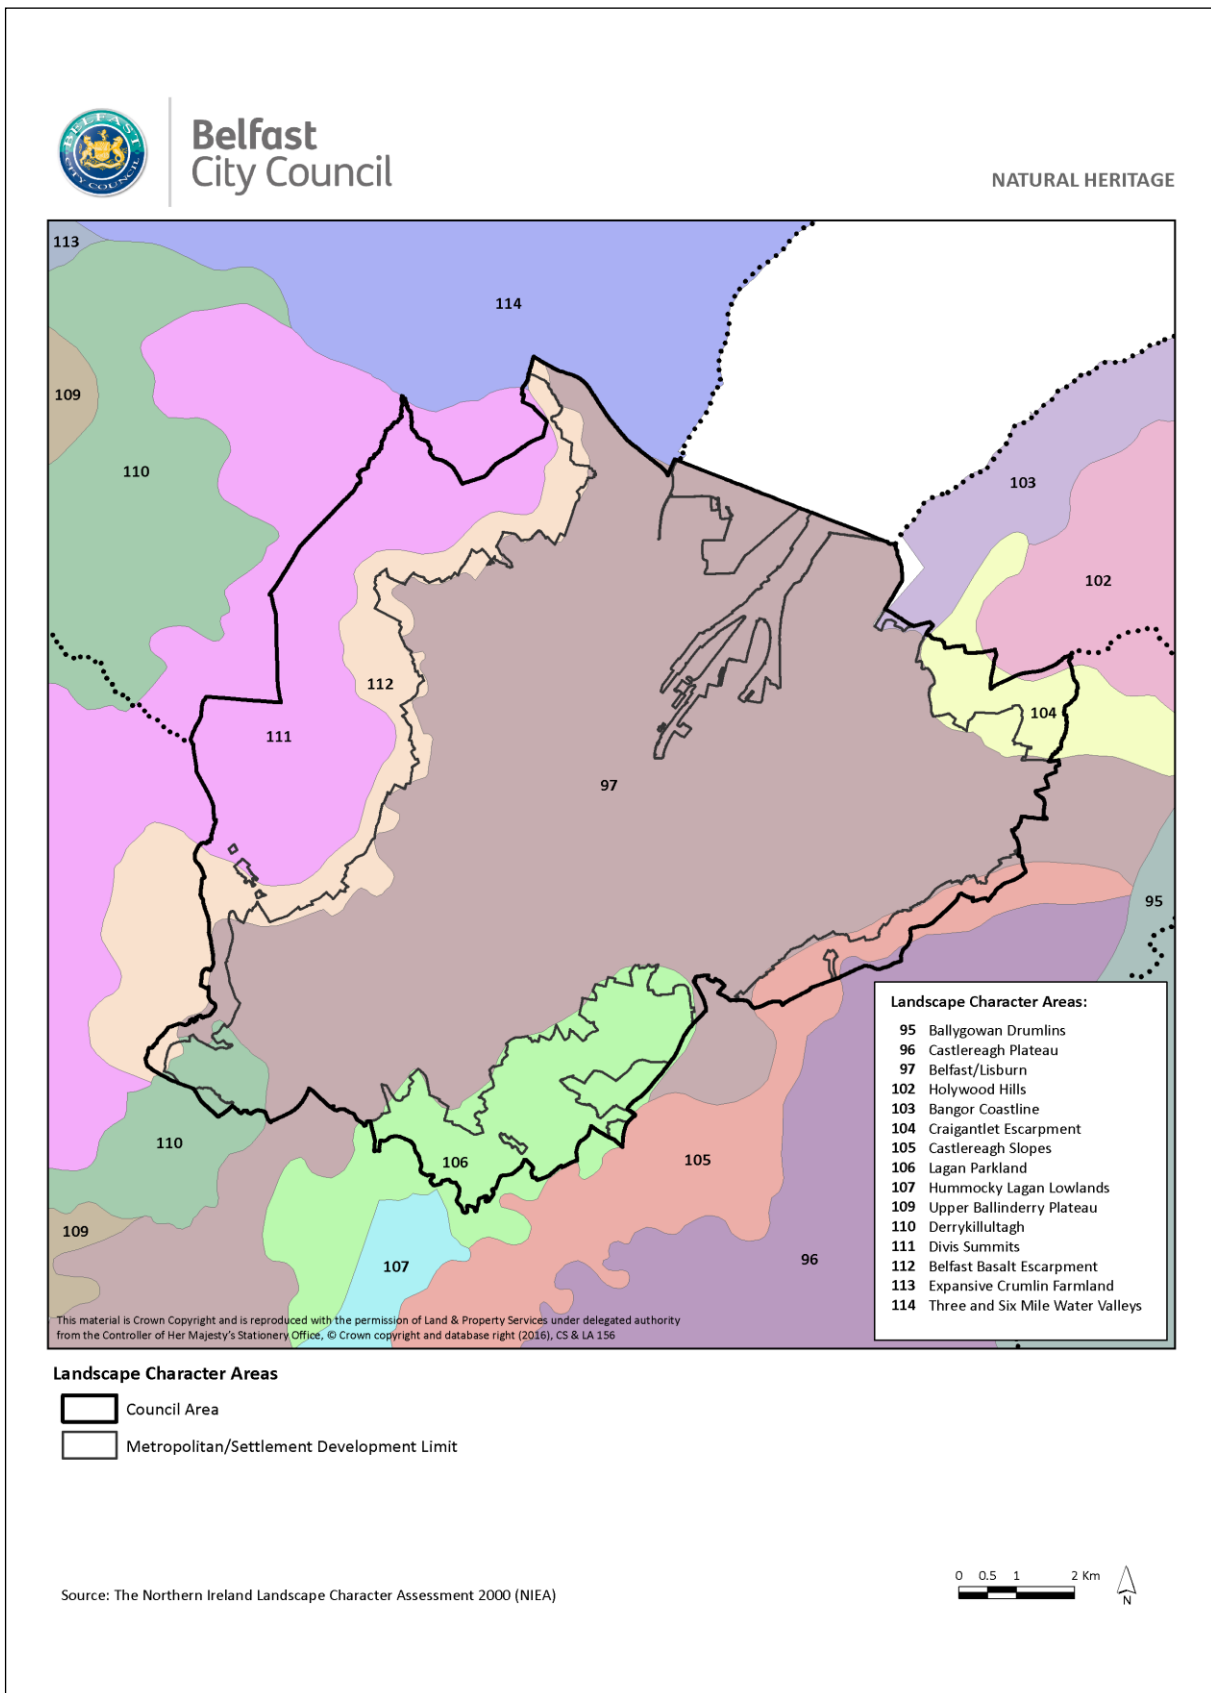 BELFAST
CITY COUNCIL
Belfast
City Council
NATURAL HERITAGE
113
114
109
110
103
102
112
104
111
97
95
110
106
105
109
107
96
Landscape Character Areas:
95 Ballygowan Drumlins
96 Castlereagh Plateau
97 Belfast/Lisburn
102 Holywood Hills
103 Bangor Coastline
104 Craigantlet Escarpment
105 Castlereagh Slopes
106 Lagan Parkland
107 Hummocky Lagan Lowlands
109 Upper Ballinderry Plateau
110 Derrykillultagh
111 Divis Summits
112 Belfast Basalt Escarpment
113 Expansive Crumlin Farmland
114 Three and Six Mile Water Valleys
This material is Crown Copyright and is reproduced with the permission of Land & Property Services under delegated authority
from the Controller of Her Majesty's Stationery Office, © Crown copyright and database right (2016), CS & LA 156
Landscape Character Areas
Council Area
Metropolitan/Settlement Development Limit
Source: The Northern Ireland Landscape Character Assessment 2000 (NIEA)
0 0.5 1 2 Km
N